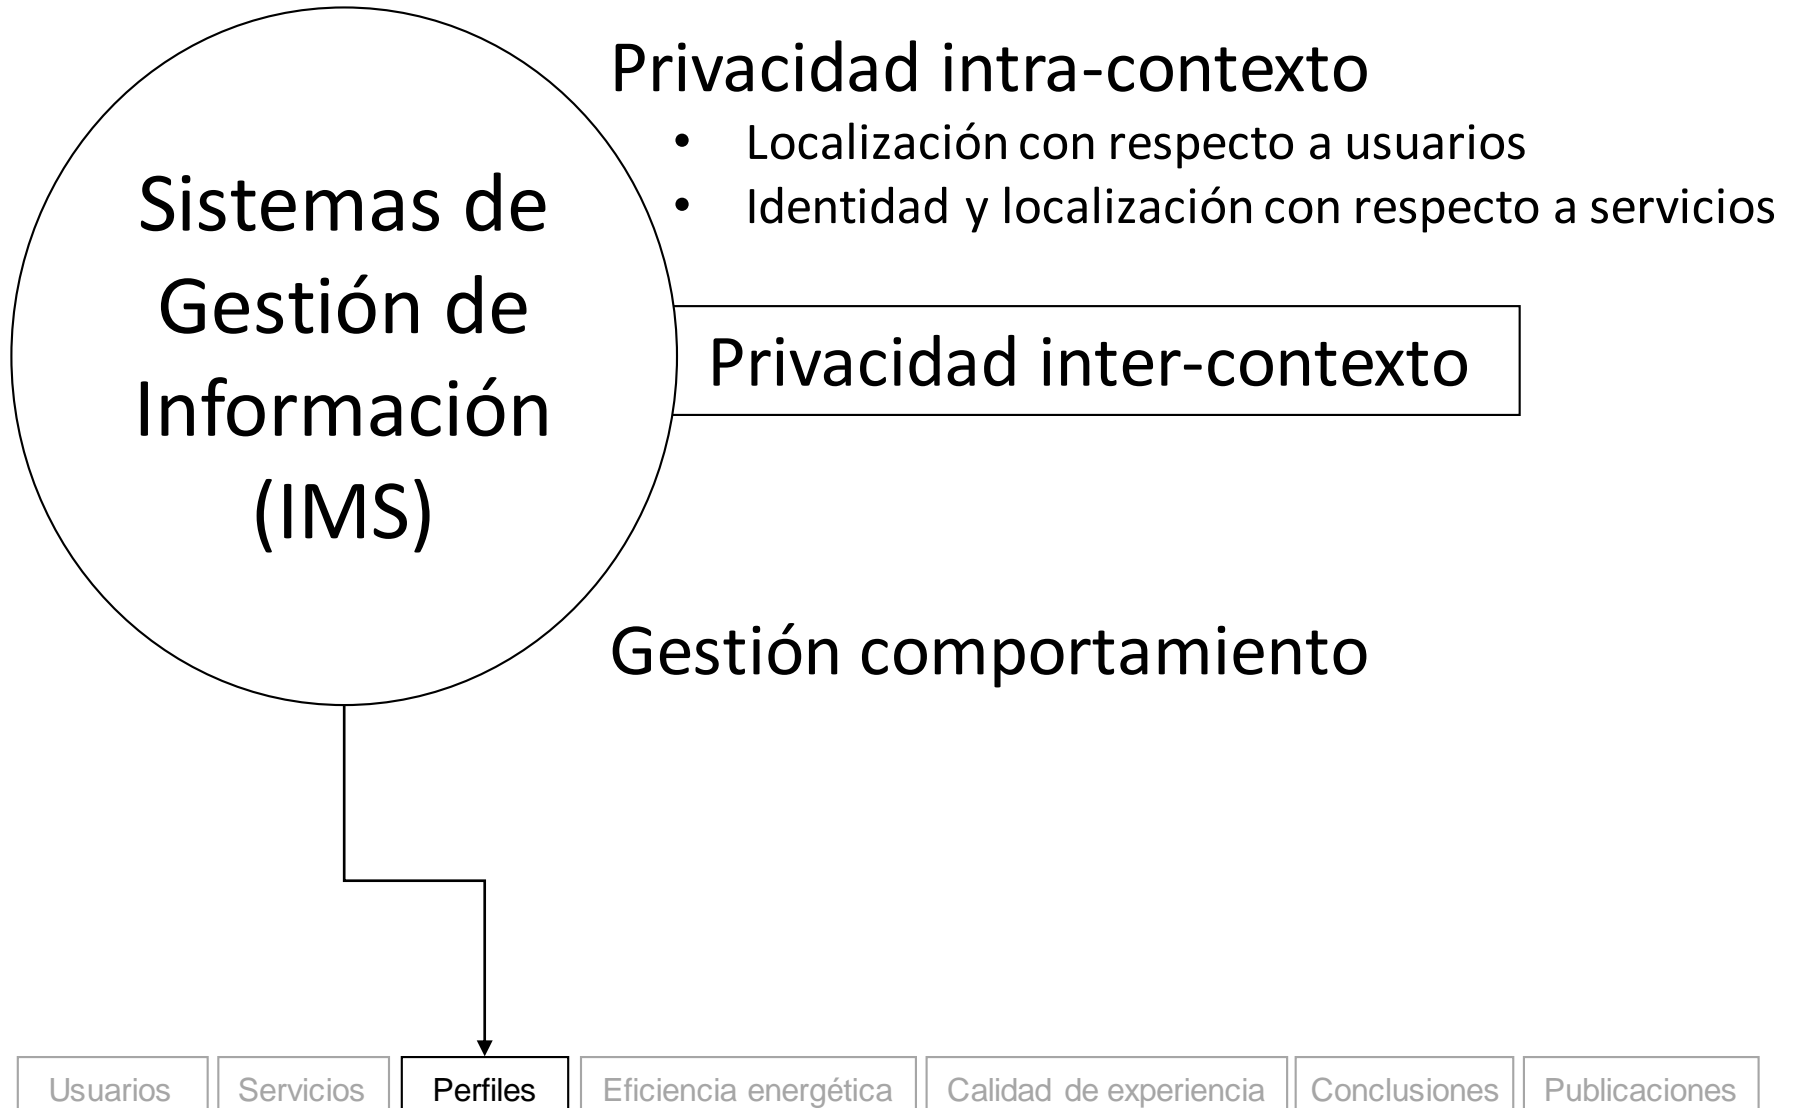 Sistemas de
Gestión de
Información
(IMS)
Privacidad intra-contexto
• Localización con respecto a usuarios
• Identidad y localización con respecto a servicios
Privacidad inter-contexto
Gestión comportamiento
Usuarios
Servicios
Perfiles
Eficiencia energética
Calidad de experiencia
Conclusiones
Publicaciones